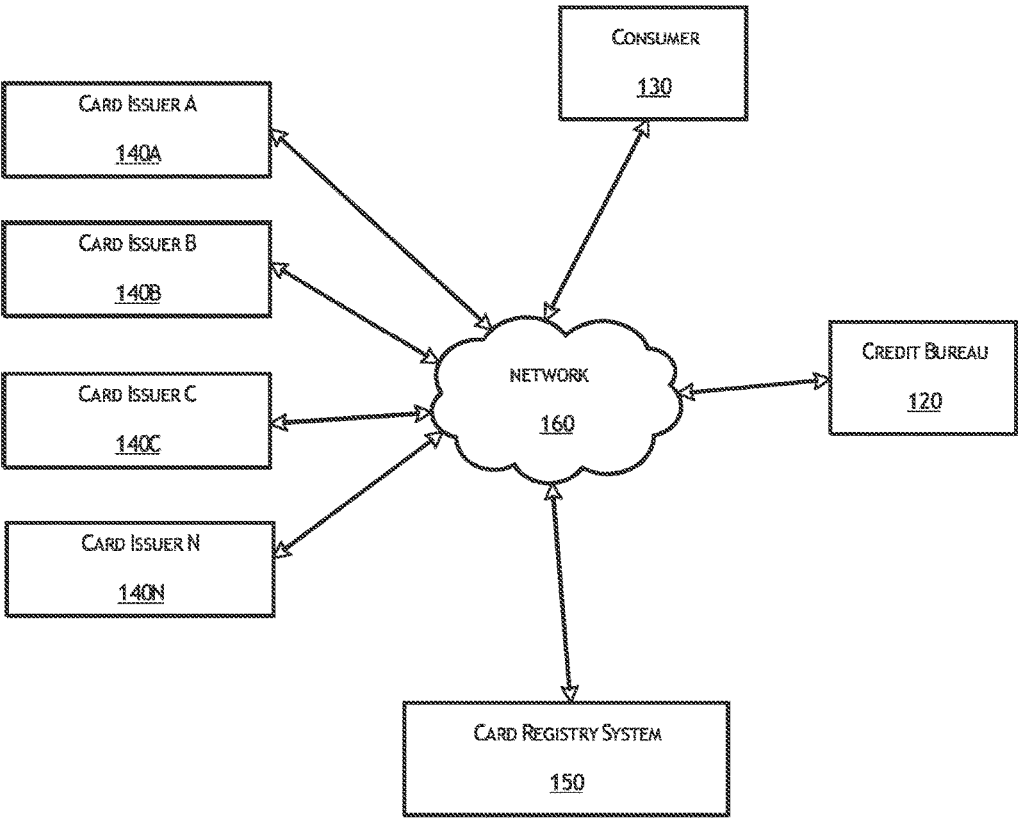 Consumer
130
Card Issuer A
140A
Card Issuer B
140B
Card Issuer C
140C
Card Issuer N
140N
network
160
Credit Bureau
120
Card Registry System
150